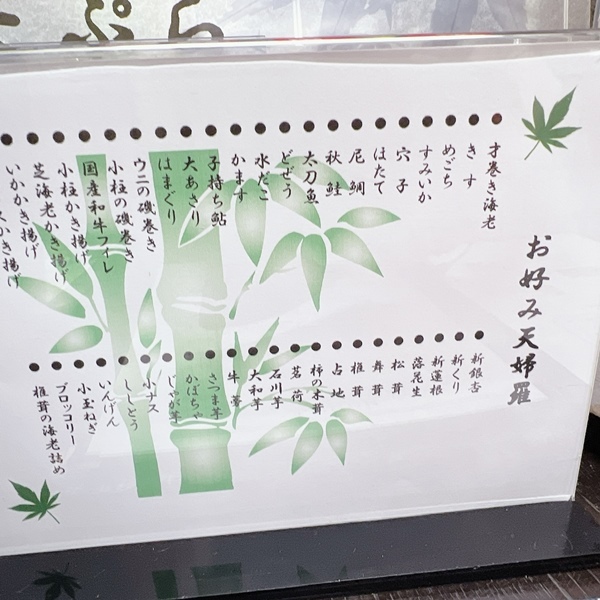 お好み天婦羅
才巻き海老
きす
めごち
すみいか
穴子
ほたて
尼鯛
秋鮭
太刀魚
どぜう
水だこ
かます
子持ち鮎
大あさり
はまぐり
ウニの磯巻き
小柱の磯巻き
国産和牛フィレ
小柱かき揚げ
芝海老かき揚げ
いかかき揚げ
かき揚げ
新銀杏
新くり
新蓮根
落花生
松茸
舞茸
椎茸
占地
柿の木茸
茗荷
石川芋
大和芋
牛蒡
さつま芋
かぼちゃ
じゃが芋
小ナス
ししとう
いんげん
小玉ねぎ
ブロッコリー
椎茸の海老詰め